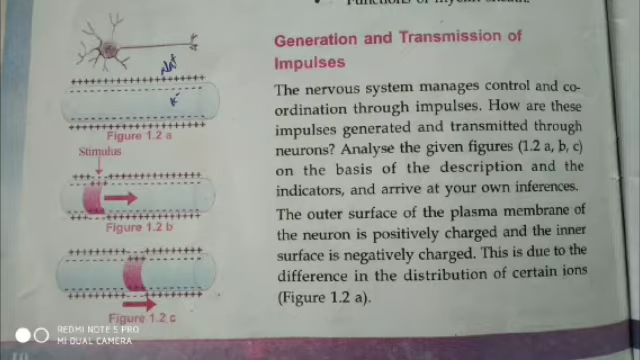 Functions of myelin sheath.
Generation and Transmission of
Impulses
The nervous system manages control and co-
ordination through impulses. How are these
impulses generated and transmitted through
neurons? Analyse the given figures (1.2 a, b, c)
on the basis of the description and the
indicators, and arrive at your own inferences.
The outer surface of the plasma membrane of
the neuron is positively charged and the inner
surface is negatively charged. This is due to the
difference in the distribution of certain ions
(Figure 1.2 a).
Na+
K+
Figure 1.2 a
Stimulus
Figure 1.2 b
Figure 1.2 c
REDMI NOTE 5 PRO
MI DUAL CAMERA